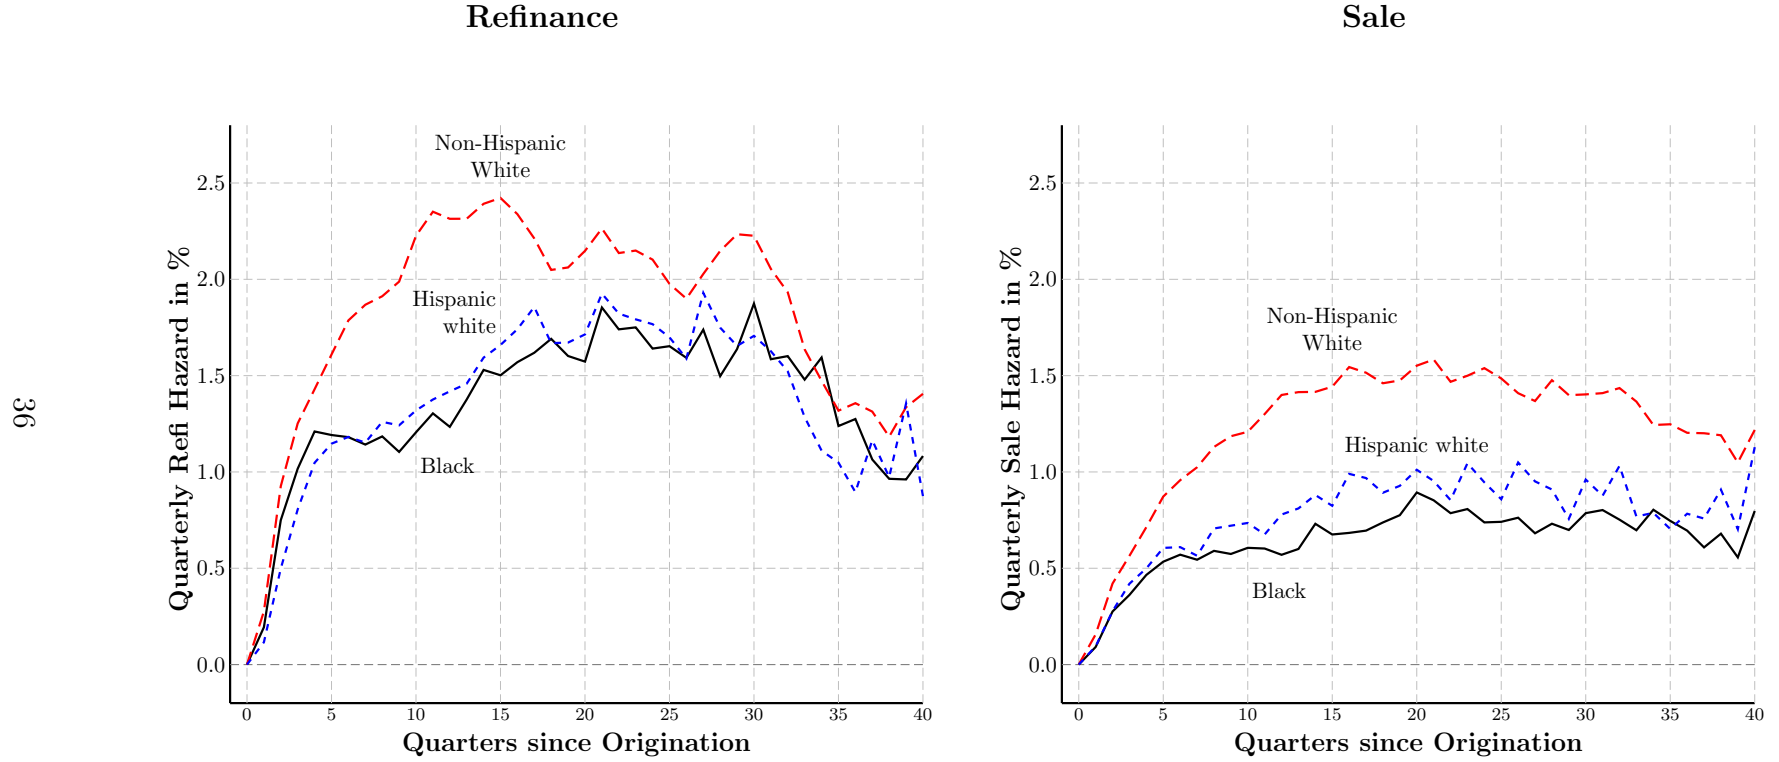 Refinance
Quarterly Refi Hazard in %
2.5
2.0
1.5
1.0
0.5
0.0
Non-Hispanic
White
Hispanic
white
Black
0 5 10 15 20 25 30 35 40
Quarters since Origination
Sale
Quarterly Sale Hazard in %
2.5
2.0
1.5
1.0
0.5
0.0
Non-Hispanic
White
Hispanic white
Black
0 5 10 15 20 25 30 35 40
Quarters since Origination
36